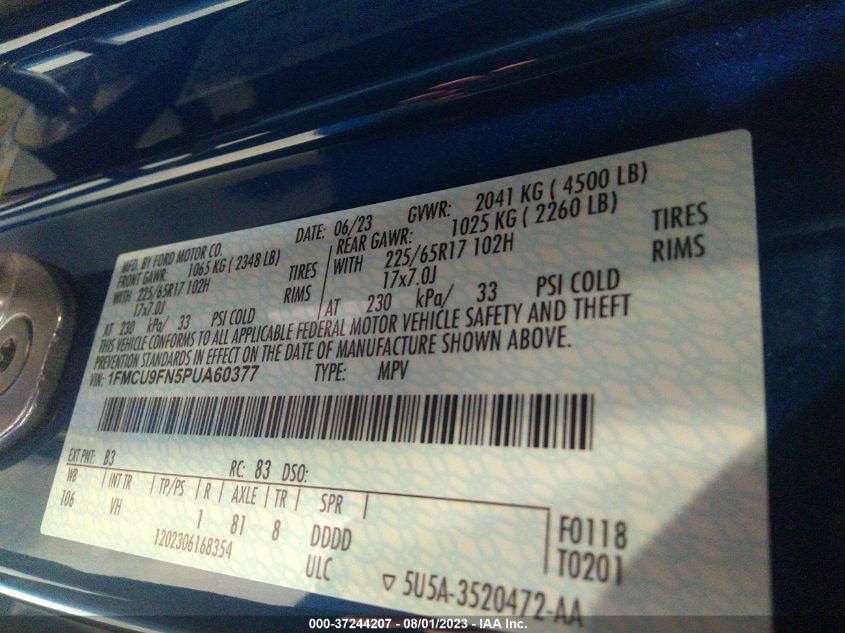 MFD. BY FORD MOTOR CO. DATE: 06/23 GVWR: 2041 KG ( 4500 LB)
FRONT GAWR: 1065 KG ( 2348 LB) REAR GAWR: 1025 KG ( 2260 LB)
WITH 225/65R17 102H TIRES WITH 225/65R17 102H TIRES
17x7.0J RIMS 17x7.0J RIMS
AT 230 kPa/ 33 PSI COLD AT 230 kPa/ 33 PSI COLD
THIS VEHICLE CONFORMS TO ALL APPLICABLE FEDERAL MOTOR VEHICLE SAFETY AND THEFT
PREVENTION STANDARDS IN EFFECT ON THE DATE OF MANUFACTURE SHOWN ABOVE.
VIN: 1FMCU9FN5PUA60377 TYPE: MPV
EXT PNT: B3 RC: 83 DSO:
WB INT TR TP/PS R AXLE TR SPR
106 VH 1 81 8 DDDD F0118
1202306168354 ULC T0201
▽ 5U5A-3520472-AA
000-37244207 - 08/01/2023 - IAA Inc.